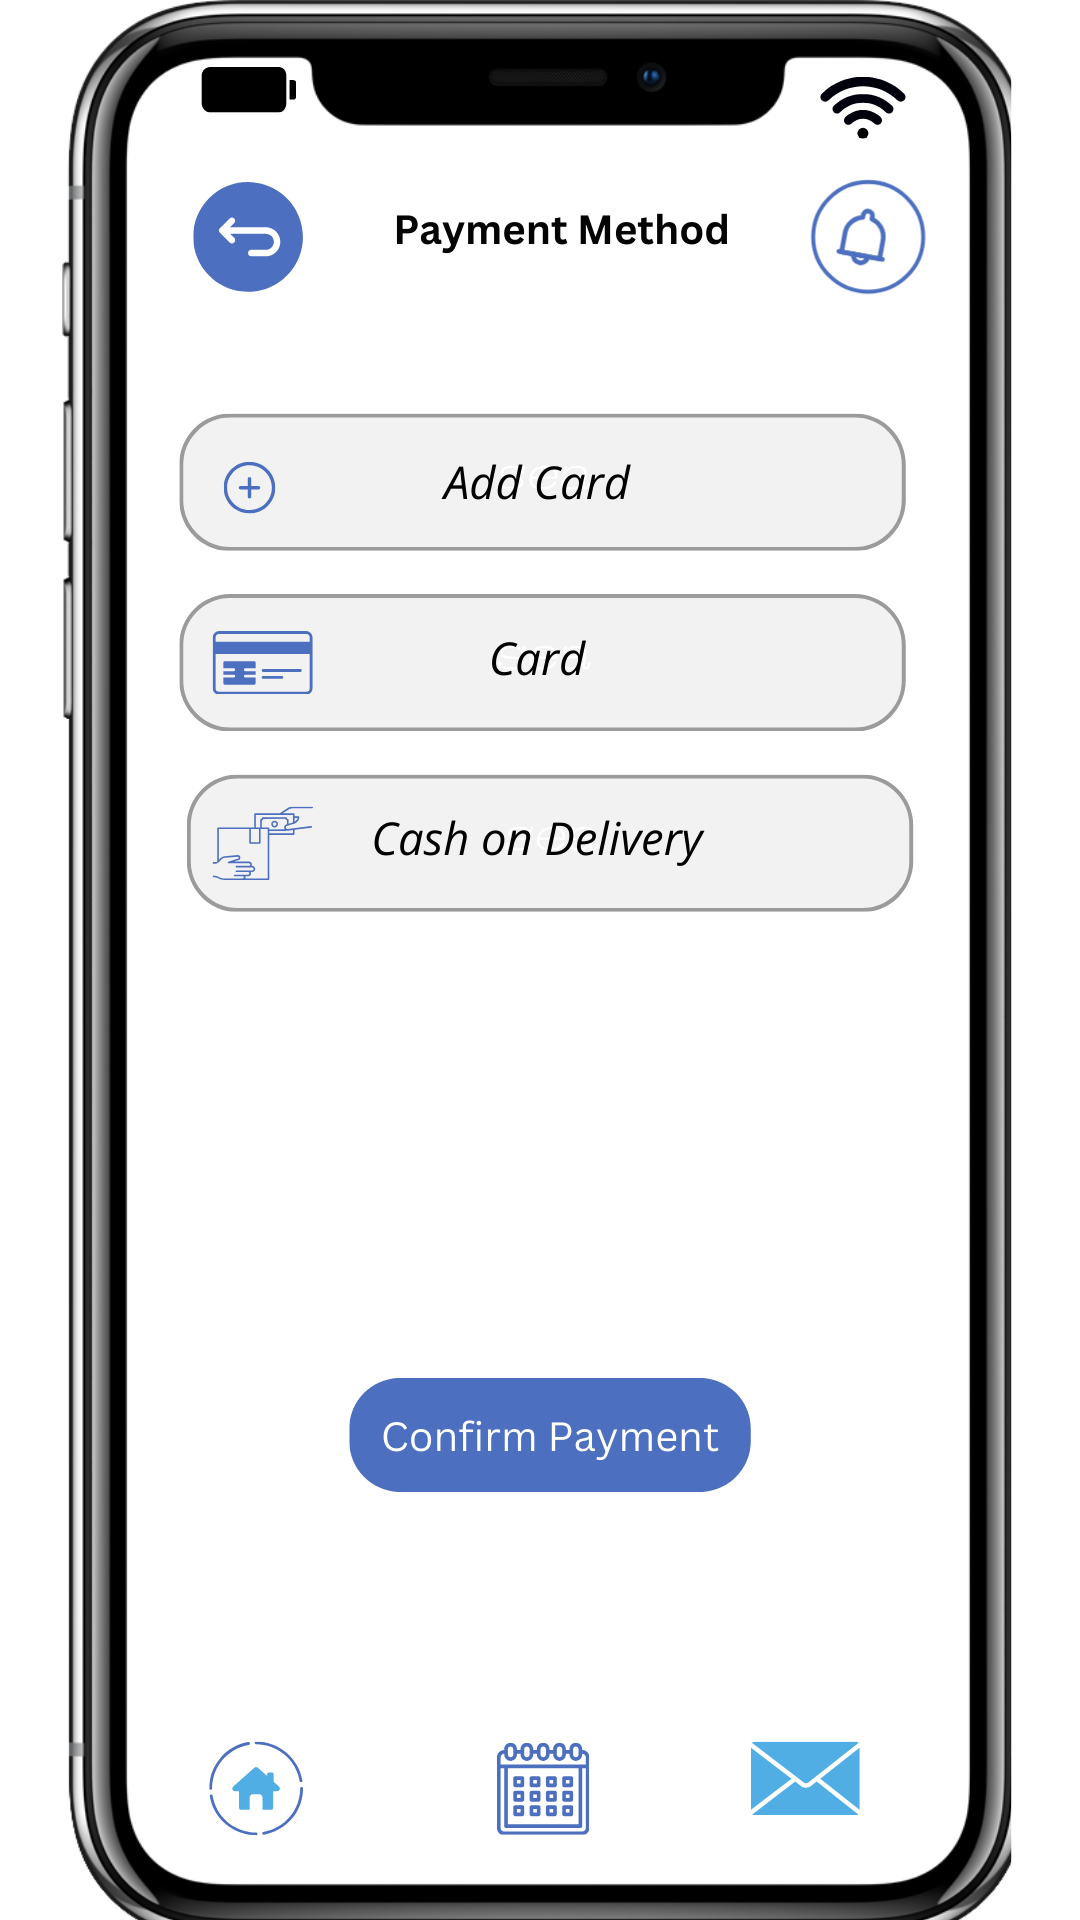 Payment Method
Add Card
Card
Cash on Delivery
Confirm Payment